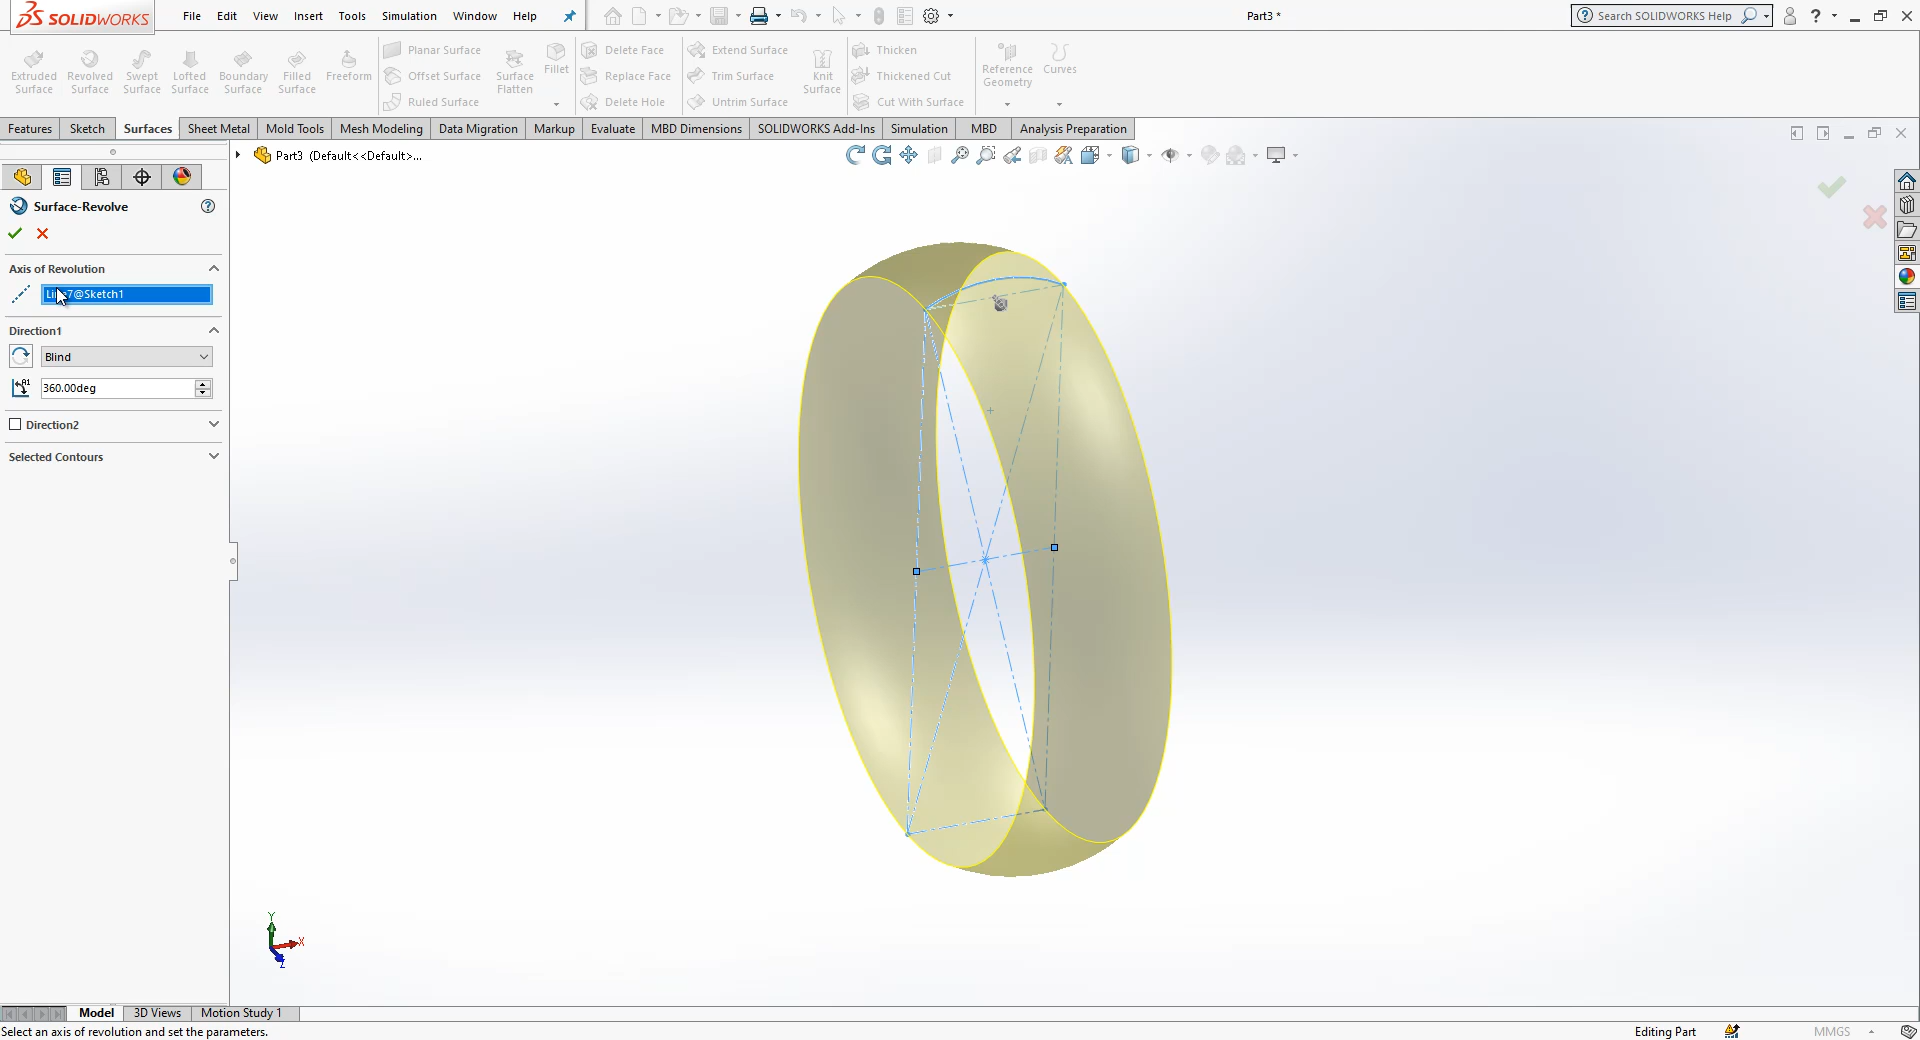 SOLIDWORKS File Edit View Insert Tools Simulation Window Help Part3 * Search SOLIDWORKS Help
Extruded Surface
Revolved Surface
Swept Surface
Lofted Surface
Boundary Surface
Filled Surface
Freeform
Planar Surface
Offset Surface
Ruled Surface
Surface Flatten
Fillet
Delete Face
Replace Face
Delete Hole
Extend Surface
Trim Surface
Untrim Surface
Knit Surface
Thicken
Thickened Cut
Cut With Surface
Reference Geometry
Curves
Features Sketch Surfaces Sheet Metal Mold Tools Mesh Modeling Data Migration Markup Evaluate MBD Dimensions SOLIDWORKS Add-Ins Simulation MBD Analysis Preparation
Part3 (Default<<Default>...
Surface-Revolve
Axis of Revolution
@Sketch1
Direction1
Blind
360.00deg
Direction2
Selected Contours
Y
X
Z
Model 3D Views Motion Study 1
Select an axis of revolution and set the parameters. Editing Part MMGS